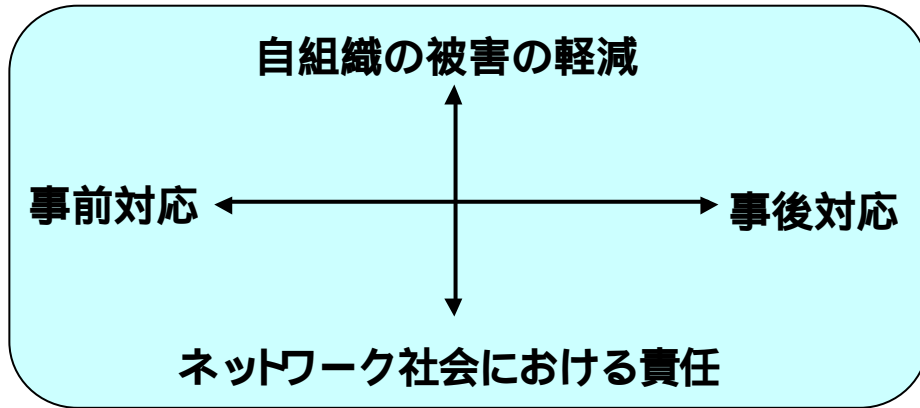 自組織の被害の軽減
事前対応
事後対応
ネットワーク社会における責任